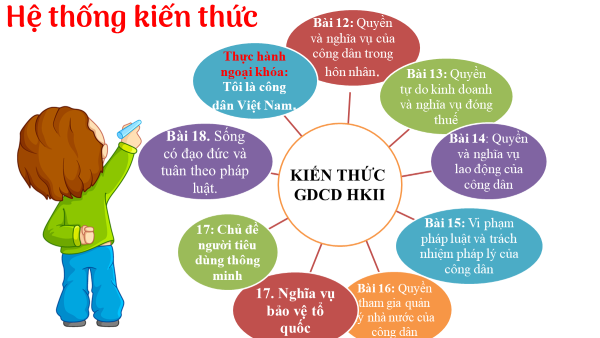 Hệ thống kiến thức
Bài 12: Quyền
và nghĩa vụ của
công dân trong
hôn nhân.
Bài 13: Quyền
tự do kinh doanh
và nghĩa vụ đóng
thuế
Bài 14: Quyền
và nghĩa vụ
lao động của
công dân
Bài 15: Vi phạm
pháp luật và trách
nhiệm pháp lý của
công dân
Bài 16: Quyền
tham gia quản
lý nhà nước của
công dân
17. Nghĩa vụ
bảo vệ tổ
quốc
17: Chủ đề
người tiêu
dùng thông
minh
Bài 18. Sống
có đạo đức và
tuân theo pháp
luật.
Thực hành
ngoại khóa:
Tôi là công
dân Việt Nam.
KIẾN THỨC
GDCD HKII